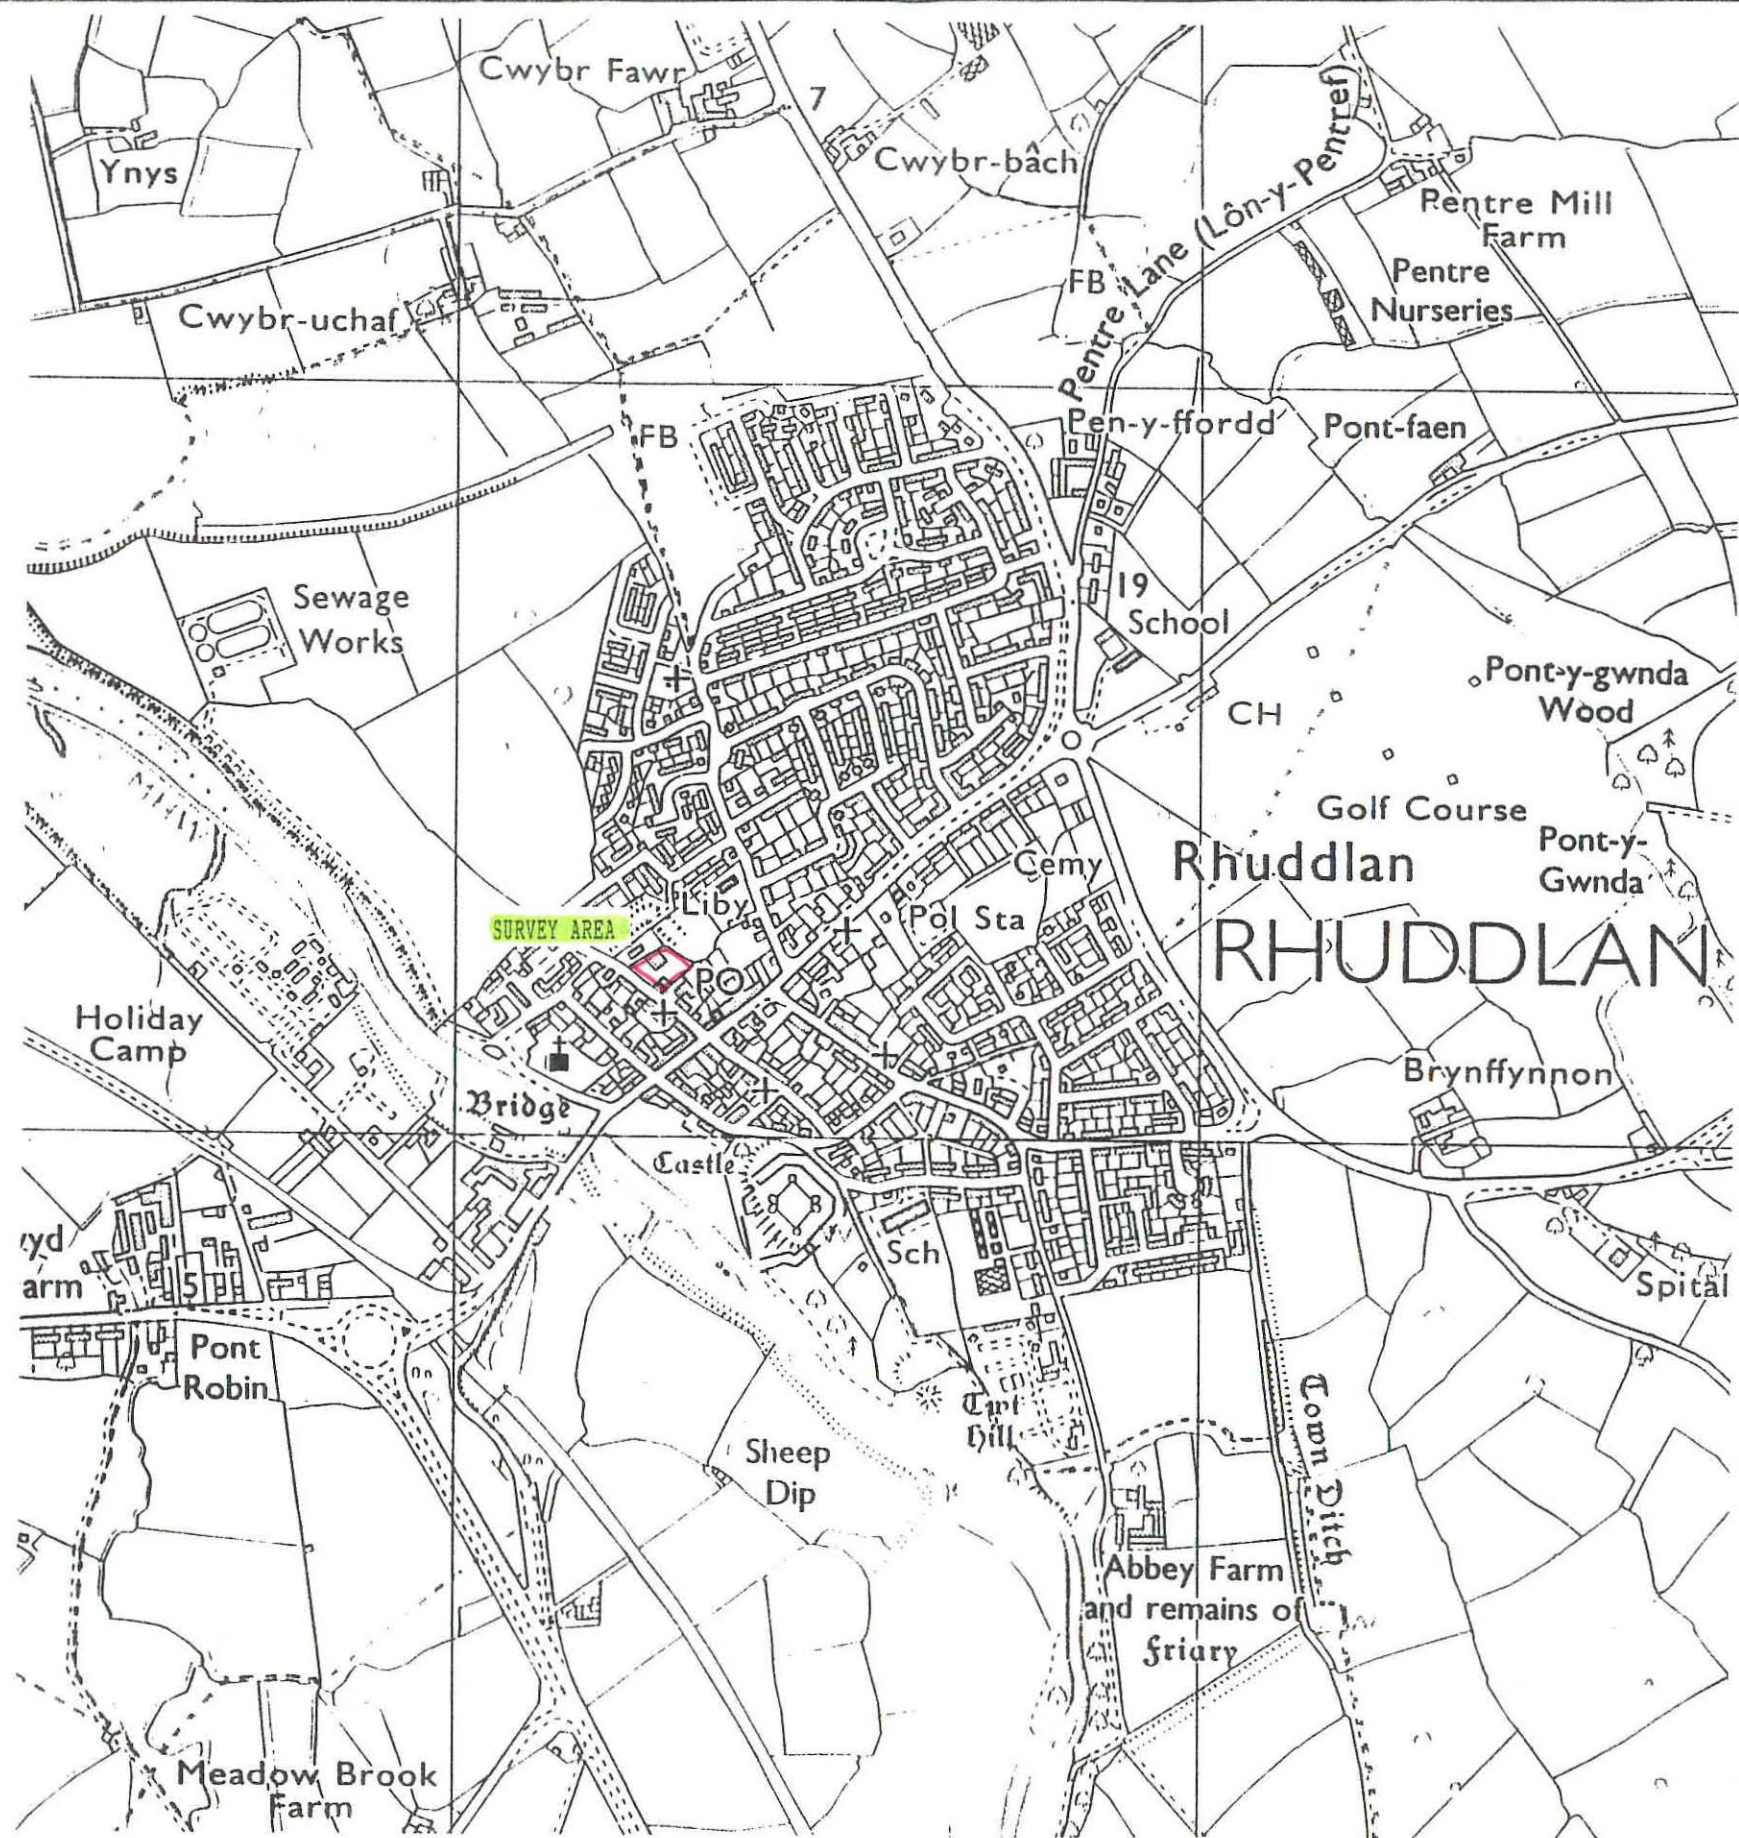 Cwybr Fawr
7
Cwybr-bâch
Ynys
Pentre Lane (Lôn-y-Pentref)
Pentre Mill
Farm
FB
Pentre
Nurseries
Cwybr-uchaf
FB
Pen-y-ffordd
Pont-faen
Sewage
Works
19
School
Pont-y-gwnda
Wood
CH
Golf Course
Pont-y-
Gwnda
Cemy
Rhuddlan
Liby
Pol Sta
SURVEY AREA
RHUDDLAN
PO
Holiday
Camp
Brynffynnon
Bridge
Castle
Sch
yd
arm
5
Spital
Pont
Robin
Twt
Hill
Town Ditch
Sheep
Dip
Abbey Farm
and remains of
Friary
Meadow Brook
Farm